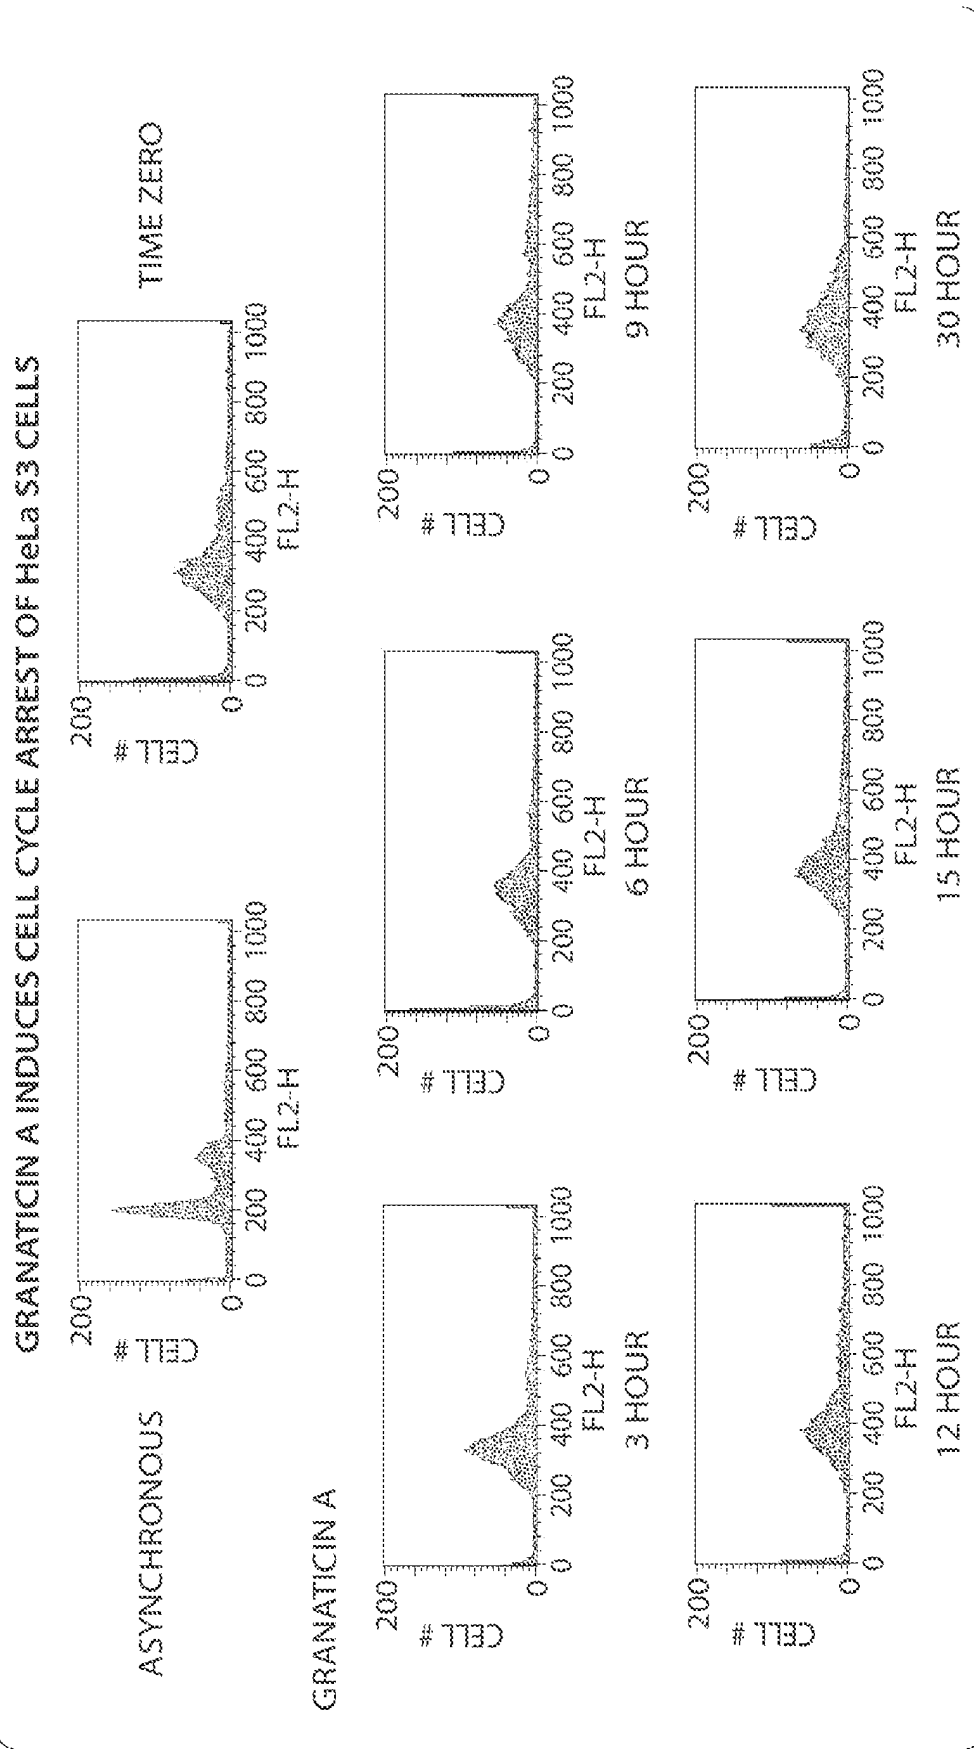 GRANATICIN A INDUCES CELL CYCLE ARREST OF HeLa S3 CELLS
ASYNCHRONOUS
CELL #
200
0
0 200 400 600 800 1000
FL2-H
CELL #
200
0
0 200 400 600 800 1000
FL2-H
TIME ZERO
GRANATICIN A
CELL #
200
0
0 200 400 600 800 1000
FL2-H
3 HOUR
CELL #
200
0
0 200 400 600 800 1000
FL2-H
6 HOUR
CELL #
200
0
0 200 400 600 800 1000
FL2-H
9 HOUR
CELL #
200
0
0 200 400 600 800 1000
FL2-H
12 HOUR
CELL #
200
0
0 200 400 600 800 1000
FL2-H
15 HOUR
CELL #
200
0
0 200 400 600 800 1000
FL2-H
30 HOUR